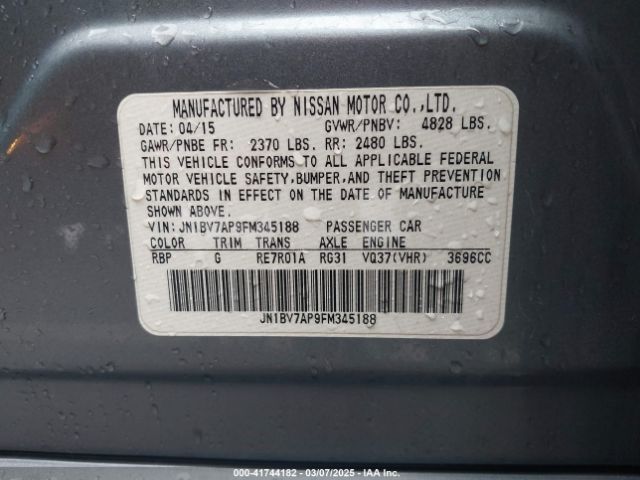 MANUFACTURED BY NISSAN MOTOR CO.,LTD.
DATE: 04/15 GVWR/PNBV: 4828 LBS.
GAWR/PNBE FR: 2370 LBS. RR: 2480 LBS.
THIS VEHICLE CONFORMS TO ALL APPLICABLE FEDERAL
MOTOR VEHICLE SAFETY,BUMPER,AND THEFT PREVENTION
STANDARDS IN EFFECT ON THE DATE OF MANUFACTURE
SHOWN ABOVE.
VIN: JN1BV7AP9FM345188 PASSENGER CAR
COLOR TRIM TRANS AXLE ENGINE
RBP G RE7R01A RG31 VQ37(VHR) 3696CC
JN1BV7AP9FM345188
000-41744182 - 03/07/2025 - IAA Inc.